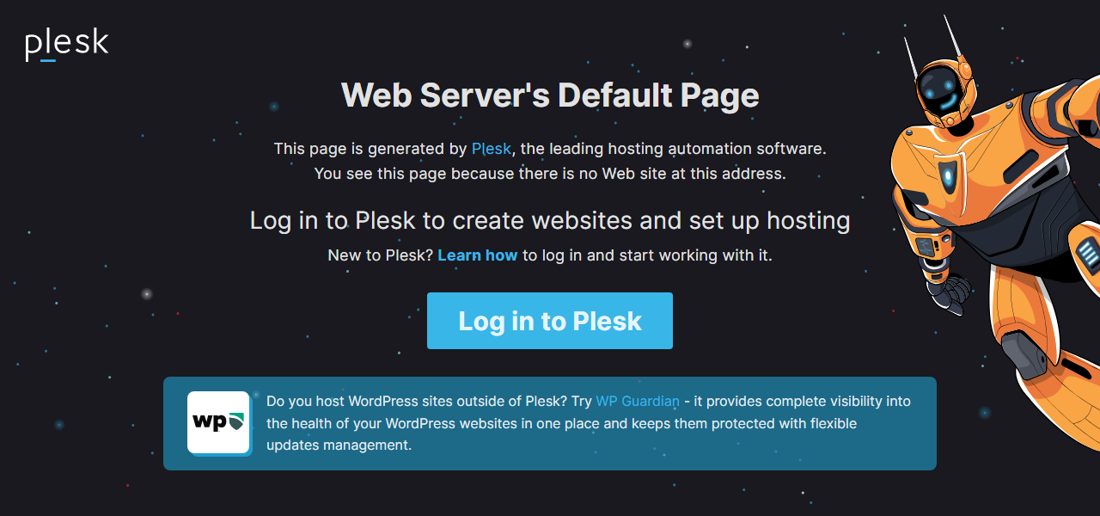 plesk
Web Server's Default Page
This page is generated by Plesk, the leading hosting automation software.
You see this page because there is no Web site at this address.
Log in to Plesk to create websites and set up hosting
New to Plesk? Learn how to log in and start working with it.
Log in to Plesk
wp
Do you host WordPress sites outside of Plesk? Try WP Guardian - it provides complete visibility into
the health of your WordPress websites in one place and keeps them protected with flexible
updates management.